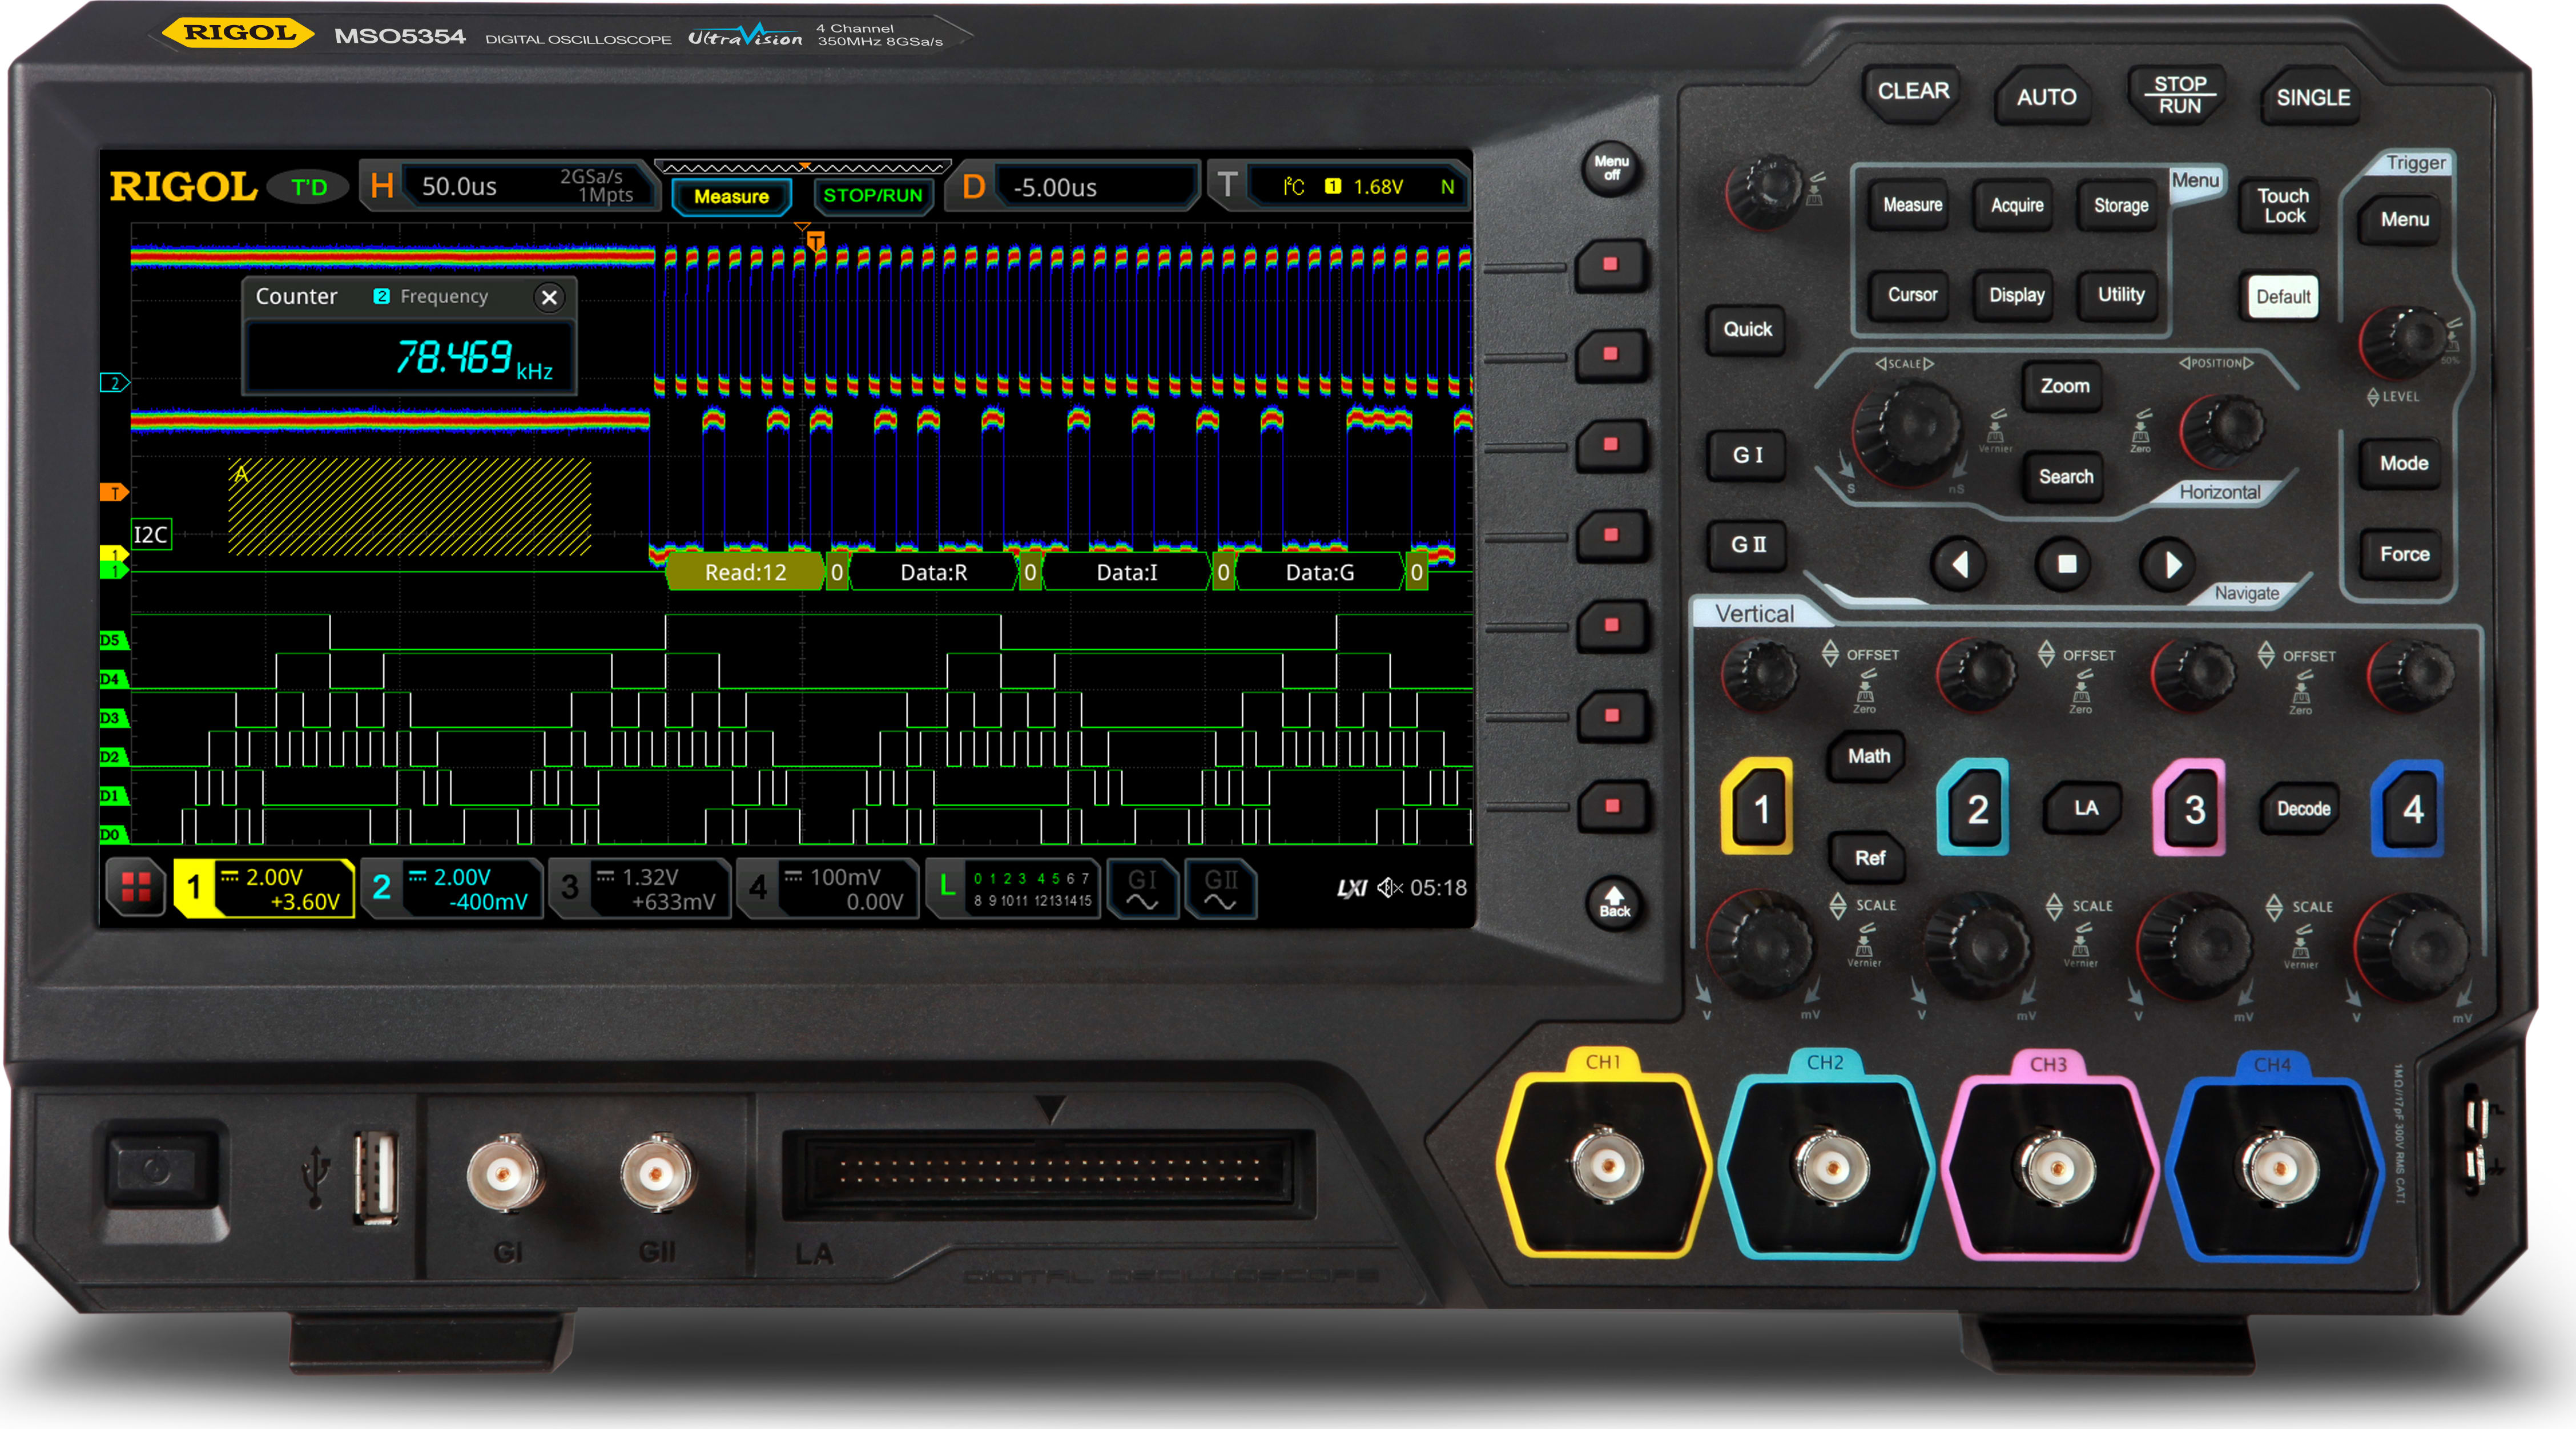 RIGOL MSO5354 DIGITAL OSCILLOSCOPE UltraVision 4 Channel
350MHz 8GSa/s
CLEAR AUTO STOP RUN SINGLE
RIGOL T'D H 50.0us 2GSa/s 1Mpts Measure STOP/RUN D -5.00us T I²C 1 1.68V N
T
Counter 2 Frequency
78.469 kHz
2
A
T
I2C
1
1
Read:12 0 Data:R 0 Data:I 0 Data:G 0
D5
D4
D3
D2
D1
D0
1 2.00V +3.60V
2 2.00V -400mV
3 1.32V +633mV
4 100mV 0.00V
L 0 1 2 3 4 5 6 7
8 9 10 11 12 13 14 15
GI GII
LXI 05:18
Menu off
Back
Measure Acquire Storage Menu
Cursor Display Utility
Touch Lock
Default
Trigger
Menu
50%
LEVEL
Mode
Force
Quick
G I
G II
SCALE
Zoom
POSITION
Vernier
Zero
Search
S nS
Horizontal
Navigate
Vertical
OFFSET OFFSET OFFSET
Zero Zero Zero
Math
1 2 LA 3 Decode 4
Ref
SCALE SCALE SCALE
Vernier Vernier Vernier
V mV V mV V mV V mV
CH1 CH2 CH3 CH4
1MΩ//17pF 300V RMS CAT I
GI GII LA
DIGITAL OSCILLOSCOPE